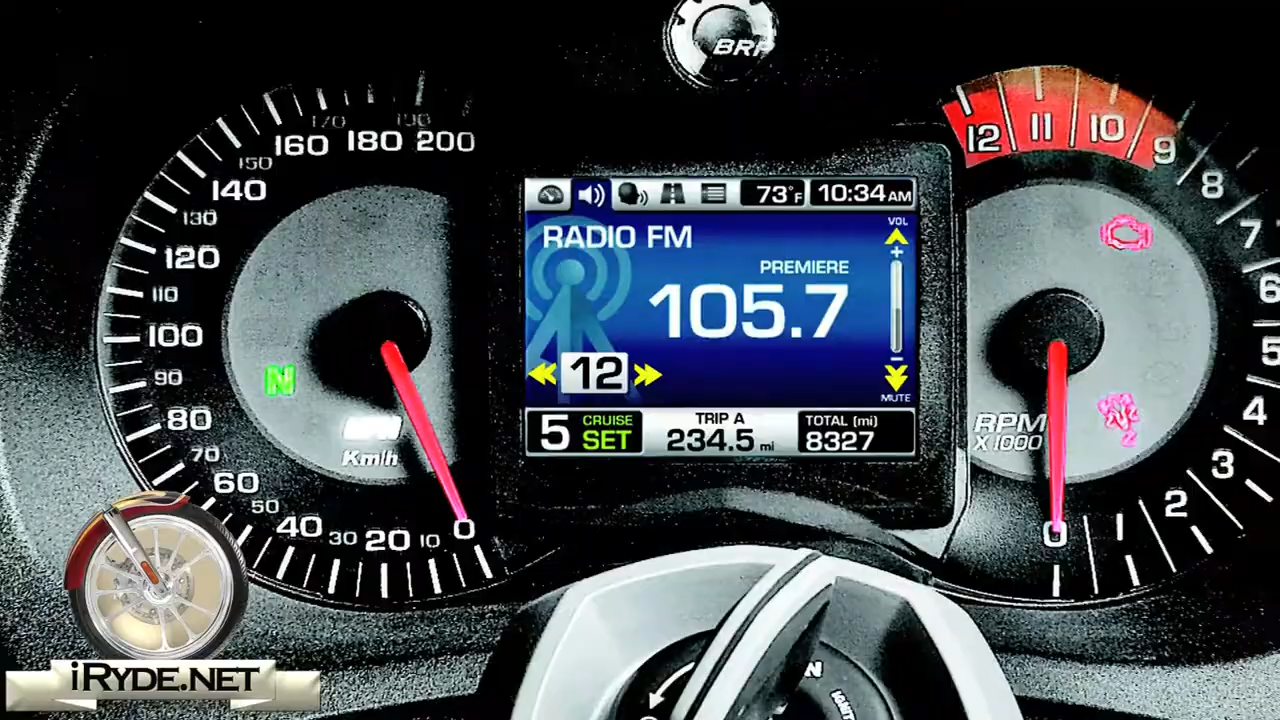 BRP
160 170 180 190 200
150
140
130
120
110
100
90
80
70
60
50
40 30 20 10 0
N
Km/h
73°F 10:34 AM
RADIO FM
PREMIERE
105.7
12
VOL
+
-
MUTE
5 CRUISE SET
TRIP A
234.5 mi
TOTAL (mi)
8327
12 11 10 9
8
7
6
5
4
3
2
1
0
RPM
X 1000
iRYDE.NET